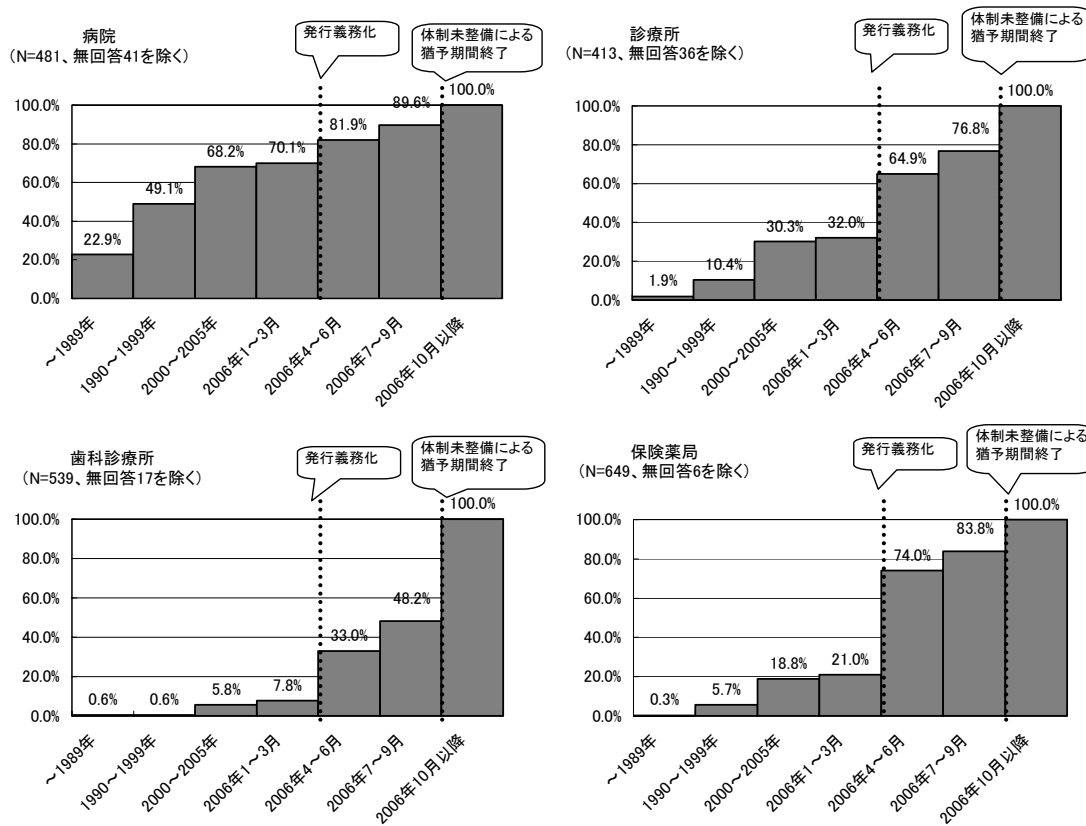 病院
(N=481、無回答41を除く)
発行義務化
体制未整備による
猶予期間終了
100.0%
80.0%
60.0%
40.0%
20.0%
0.0%
22.9%
49.1%
68.2%
70.1%
81.9%
89.6%
100.0%
～1989年
1990～1999年
2000～2005年
2006年1～3月
2006年4～6月
2006年7～9月
2006年10月以降
診療所
(N=413、無回答36を除く)
発行義務化
体制未整備による
猶予期間終了
100.0%
80.0%
60.0%
40.0%
20.0%
0.0%
1.9%
10.4%
30.3%
32.0%
64.9%
76.8%
100.0%
～1989年
1990～1999年
2000～2005年
2006年1～3月
2006年4～6月
2006年7～9月
2006年10月以降
歯科診療所
(N=539、無回答17を除く)
発行義務化
体制未整備による
猶予期間終了
100.0%
80.0%
60.0%
40.0%
20.0%
0.0%
0.6%
0.6%
5.8%
7.8%
33.0%
48.2%
100.0%
～1989年
1990～1999年
2000～2005年
2006年1～3月
2006年4～6月
2006年7～9月
2006年10月以降
保険薬局
(N=649、無回答6を除く)
発行義務化
体制未整備による
猶予期間終了
100.0%
80.0%
60.0%
40.0%
20.0%
0.0%
0.3%
5.7%
18.8%
21.0%
74.0%
83.8%
100.0%
～1989年
1990～1999年
2000～2005年
2006年1～3月
2006年4～6月
2006年7～9月
2006年10月以降